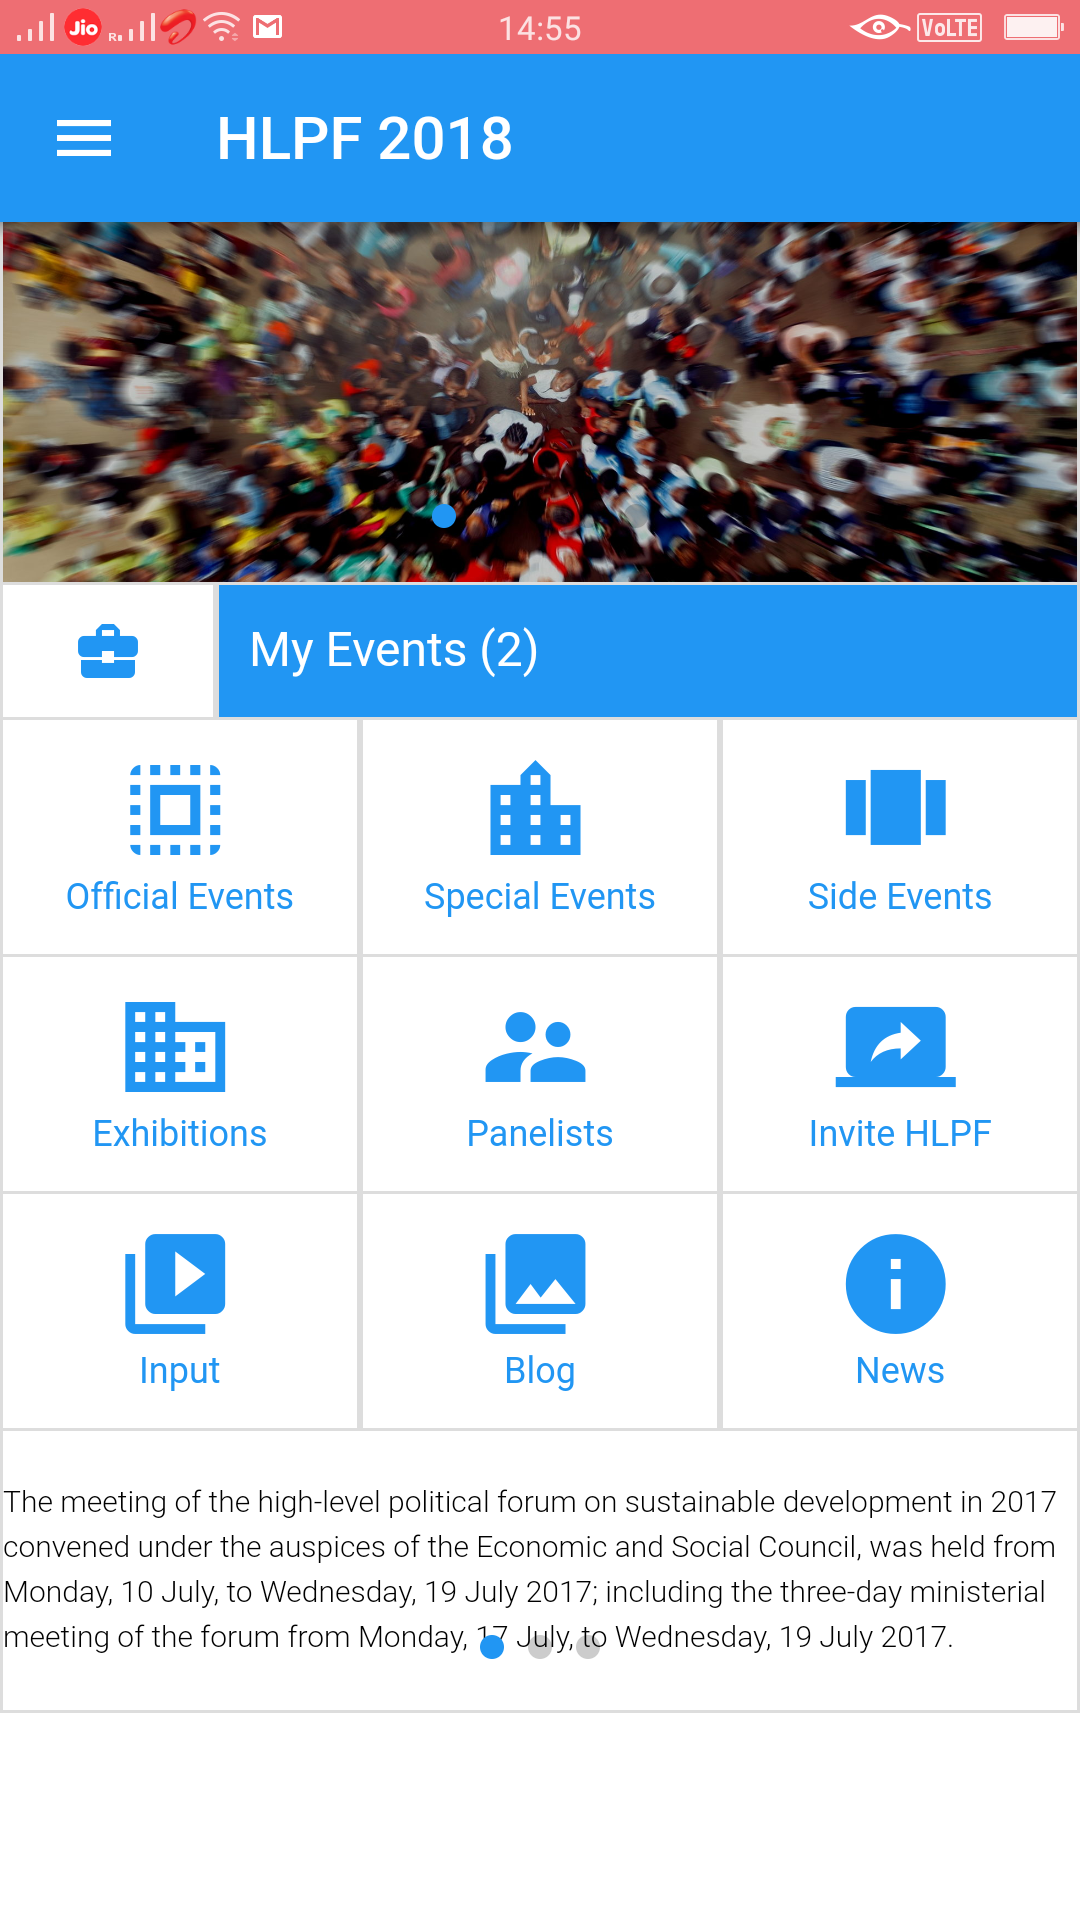 Jio R 14:55 VoLTE
HLPF 2018
My Events (2)
Official Events
Special Events
Side Events
Exhibitions
Panelists
Invite HLPF
Input
Blog
News
The meeting of the high-level political forum on sustainable development in 2017
convened under the auspices of the Economic and Social Council, was held from
Monday, 10 July, to Wednesday, 19 July 2017; including the three-day ministerial
meeting of the forum from Monday, 17 July, to Wednesday, 19 July 2017.